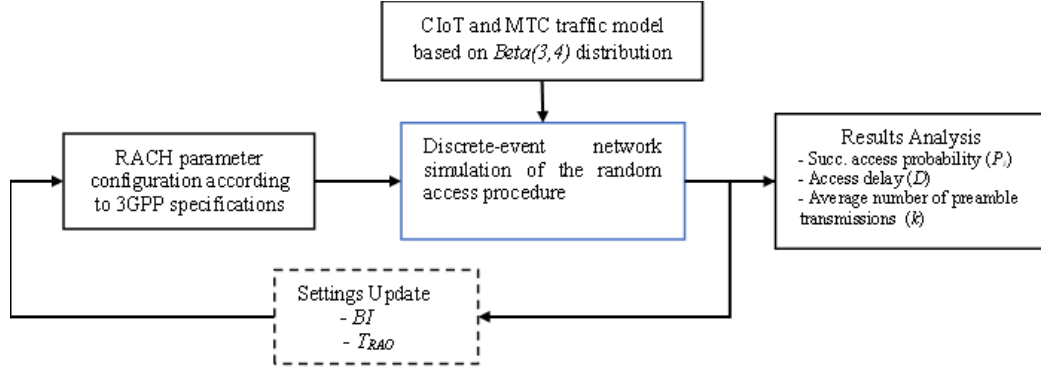 CIoT and MTC traffic model
based on Beta(3,4) distribution
RACH parameter
configuration according
to 3GPP specifications
Discrete-event network
simulation of the random
access procedure
Results Analysis
- Succ. access probability (Ps)
- Access delay (D)
- Average number of preamble
transmissions (k)
Settings Update
- BI
- TRAO